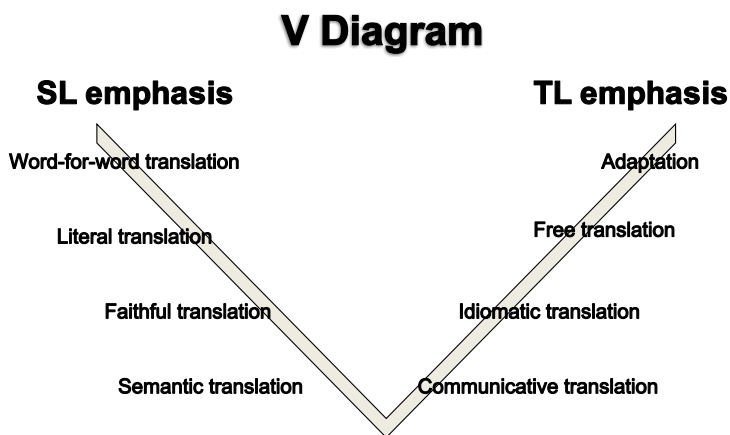 V Diagram
SL emphasis TL emphasis
Word-for-word translation Adaptation
Literal translation Free translation
Faithful translation Idiomatic translation
Semantic translation Communicative translation